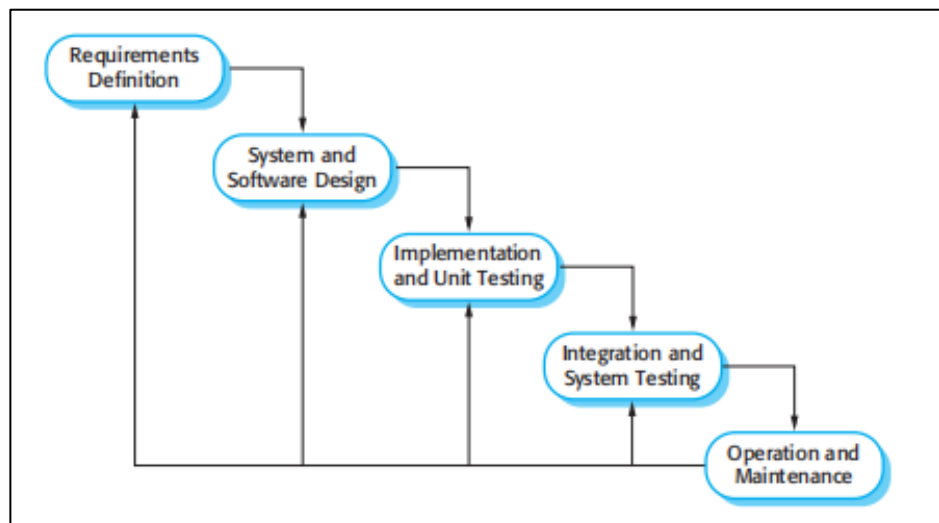 Requirements
Definition
System and
Software Design
Implementation
and Unit Testing
Integration and
System Testing
Operation and
Maintenance